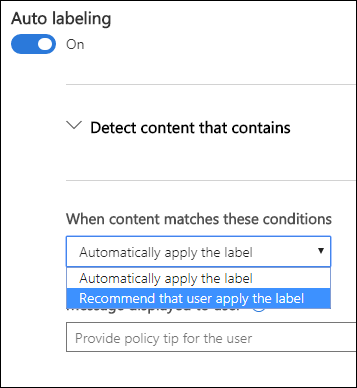 Auto labeling
On
Detect content that contains
When content matches these conditions
Automatically apply the label
Automatically apply the label
Recommend that user apply the label
Message displayed to user
Provide policy tip for the user